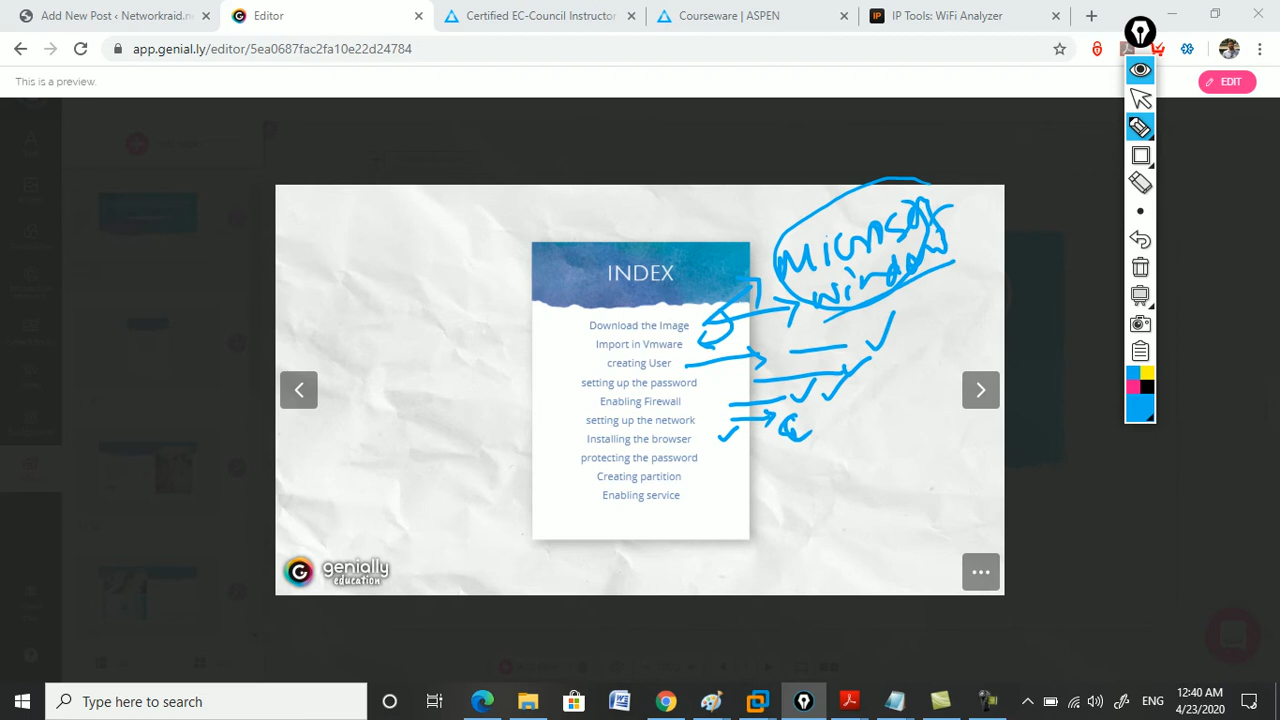 Add New Post ‹ Networkraid.ne
Editor
Certified EC-Council Instructor
Courseware | ASPEN
IP Tools: WiFi Analyzer
app.genial.ly/editor/5ea0687fac2fa10e22d24784
This is a preview.
EDIT
INDEX
Download the Image
Import in Vmware
creating User
setting up the password
Enabling Firewall
setting up the network
Installing the browser
protecting the password
Creating partition
Enabling service
Microsoft
Window
genially
education
Type here to search
ENG
12:40 AM
4/23/2020